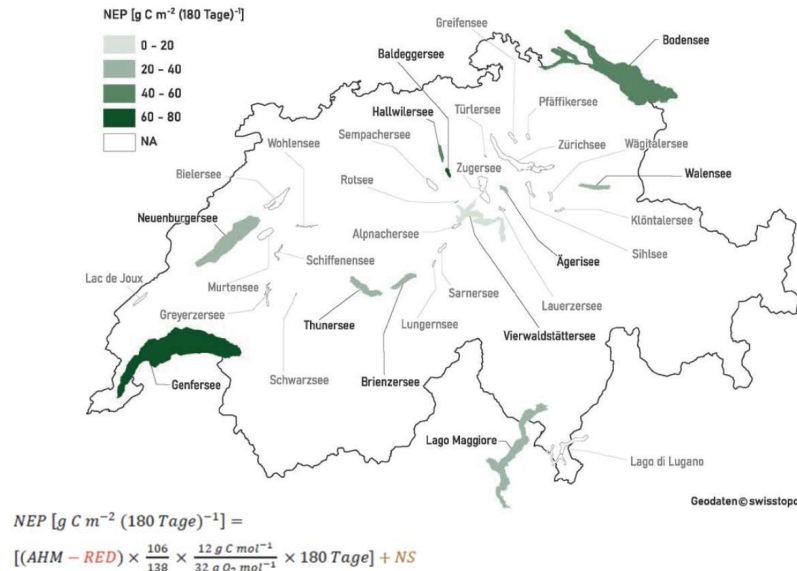 NEP [g C m⁻² (180 Tage)⁻¹]
0 – 20
20 – 40
40 – 60
60 – 80
NA
Greifensee
Bodensee
Baldeggersee
Hallwilersee
Türlersee
Pfäffikersee
Sempachersee
Zürichsee
Wägitalersee
Wohlensee
Zugersee
Walensee
Bielersee
Rotsee
Neuenburgersee
Klöntalersee
Alpnachersee
Ägerisee
Sihlsee
Schiffenensee
Lac de Joux
Murtensee
Sarnersee
Lauerzersee
Greyerzersee
Thunersee
Lungernsee
Vierwaldstättersee
Genfersee
Schwarzsee
Brienzersee
Lago Maggiore
Lago di Lugano
Geodaten©swisstopo
NEP [g C m⁻² (180 Tage)⁻¹] =
[(AHM − RED) × 106/138 × 12 g C mol⁻¹/32 g O₂ mol⁻¹ × 180 Tage] + NS